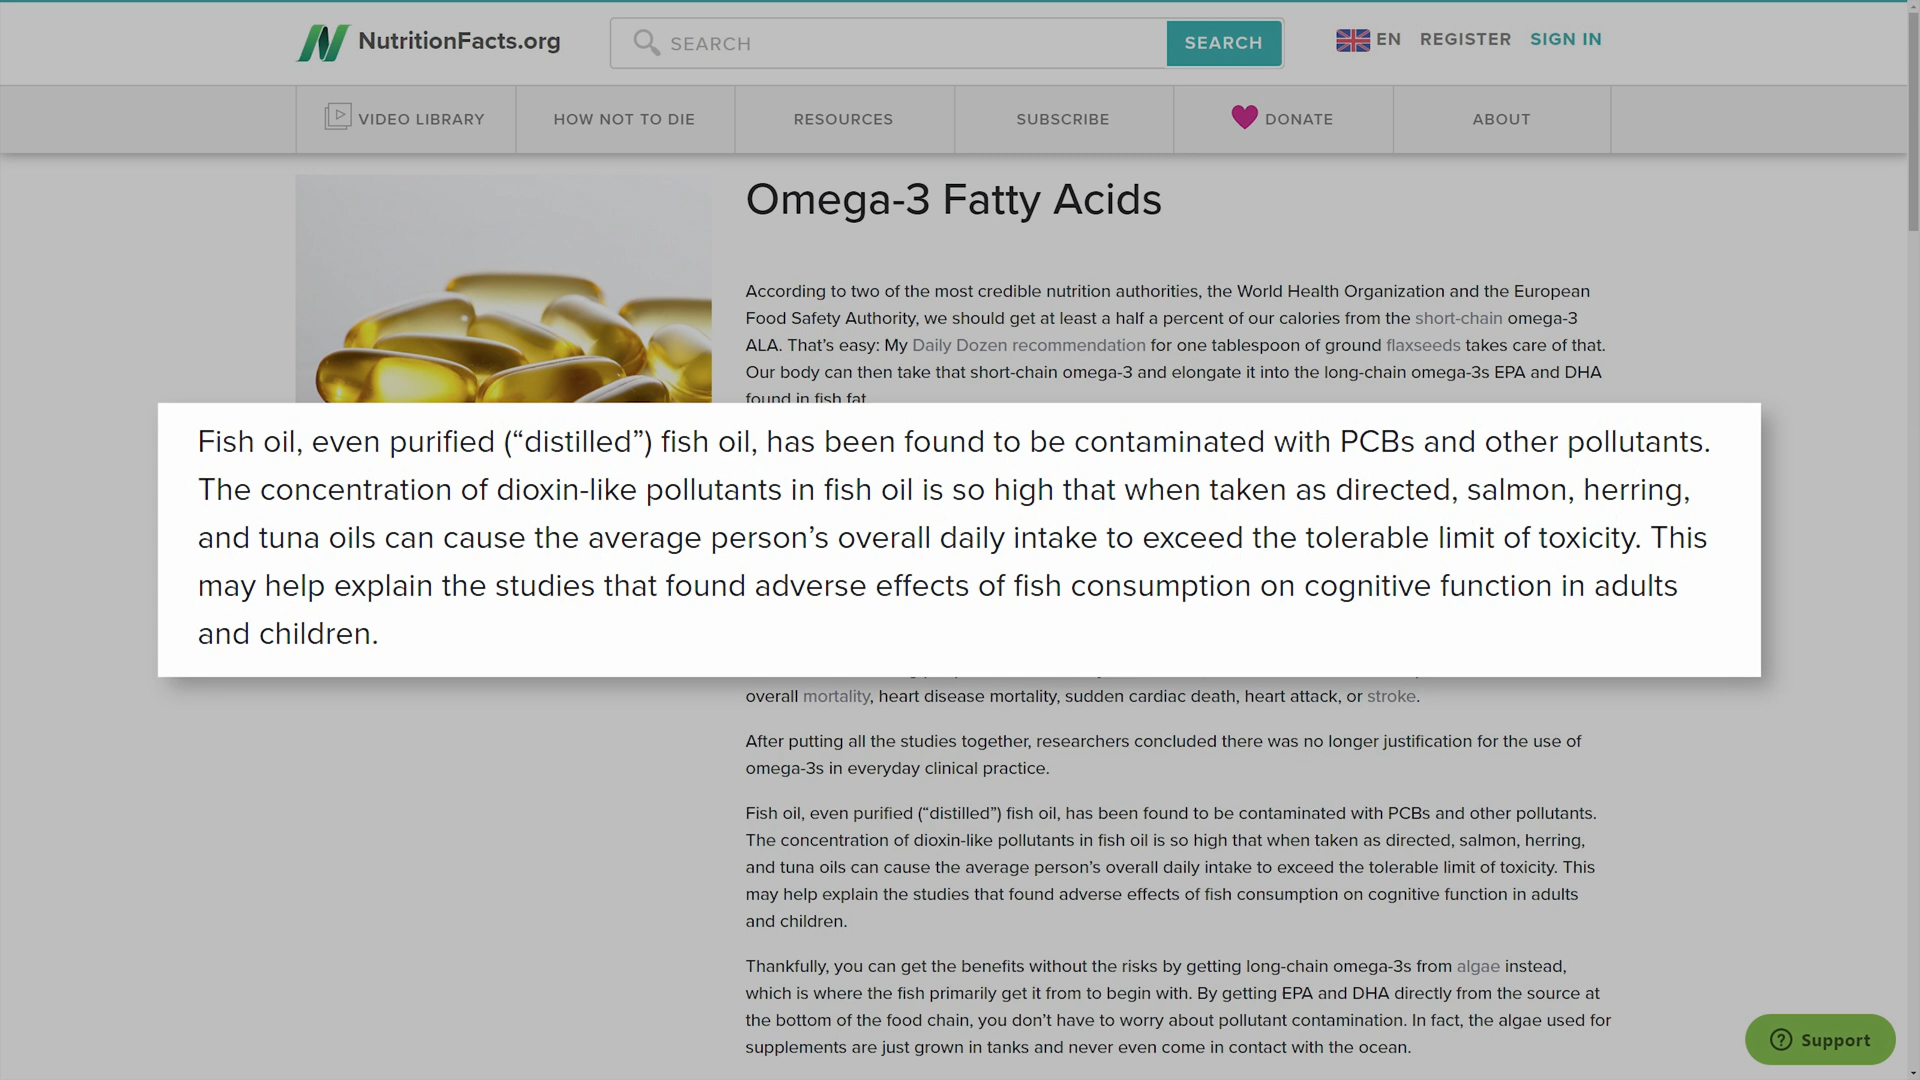 NutritionFacts.org
SEARCH
SEARCH
EN
REGISTER
SIGN IN
VIDEO LIBRARY
HOW NOT TO DIE
RESOURCES
SUBSCRIBE
DONATE
ABOUT
Omega-3 Fatty Acids
According to two of the most credible nutrition authorities, the World Health Organization and the European
Food Safety Authority, we should get at least a half a percent of our calories from the short-chain omega-3
ALA. That’s easy: My Daily Dozen recommendation for one tablespoon of ground flaxseeds takes care of that.
Our body can then take that short-chain omega-3 and elongate it into the long-chain omega-3s EPA and DHA
found in fish fat.
Fish oil, even purified (“distilled”) fish oil, has been found to be contaminated with PCBs and other pollutants.
The concentration of dioxin-like pollutants in fish oil is so high that when taken as directed, salmon, herring,
and tuna oils can cause the average person’s overall daily intake to exceed the tolerable limit of toxicity. This
may help explain the studies that found adverse effects of fish consumption on cognitive function in adults
and children.
overall mortality, heart disease mortality, sudden cardiac death, heart attack, or stroke.
After putting all the studies together, researchers concluded there was no longer justification for the use of
omega-3s in everyday clinical practice.
Fish oil, even purified (“distilled”) fish oil, has been found to be contaminated with PCBs and other pollutants.
The concentration of dioxin-like pollutants in fish oil is so high that when taken as directed, salmon, herring,
and tuna oils can cause the average person’s overall daily intake to exceed the tolerable limit of toxicity. This
may help explain the studies that found adverse effects of fish consumption on cognitive function in adults
and children.
Thankfully, you can get the benefits without the risks by getting long-chain omega-3s from algae instead,
which is where the fish primarily get it from to begin with. By getting EPA and DHA directly from the source at
the bottom of the food chain, you don’t have to worry about pollutant contamination. In fact, the algae used for
supplements are just grown in tanks and never even come in contact with the ocean.
Support